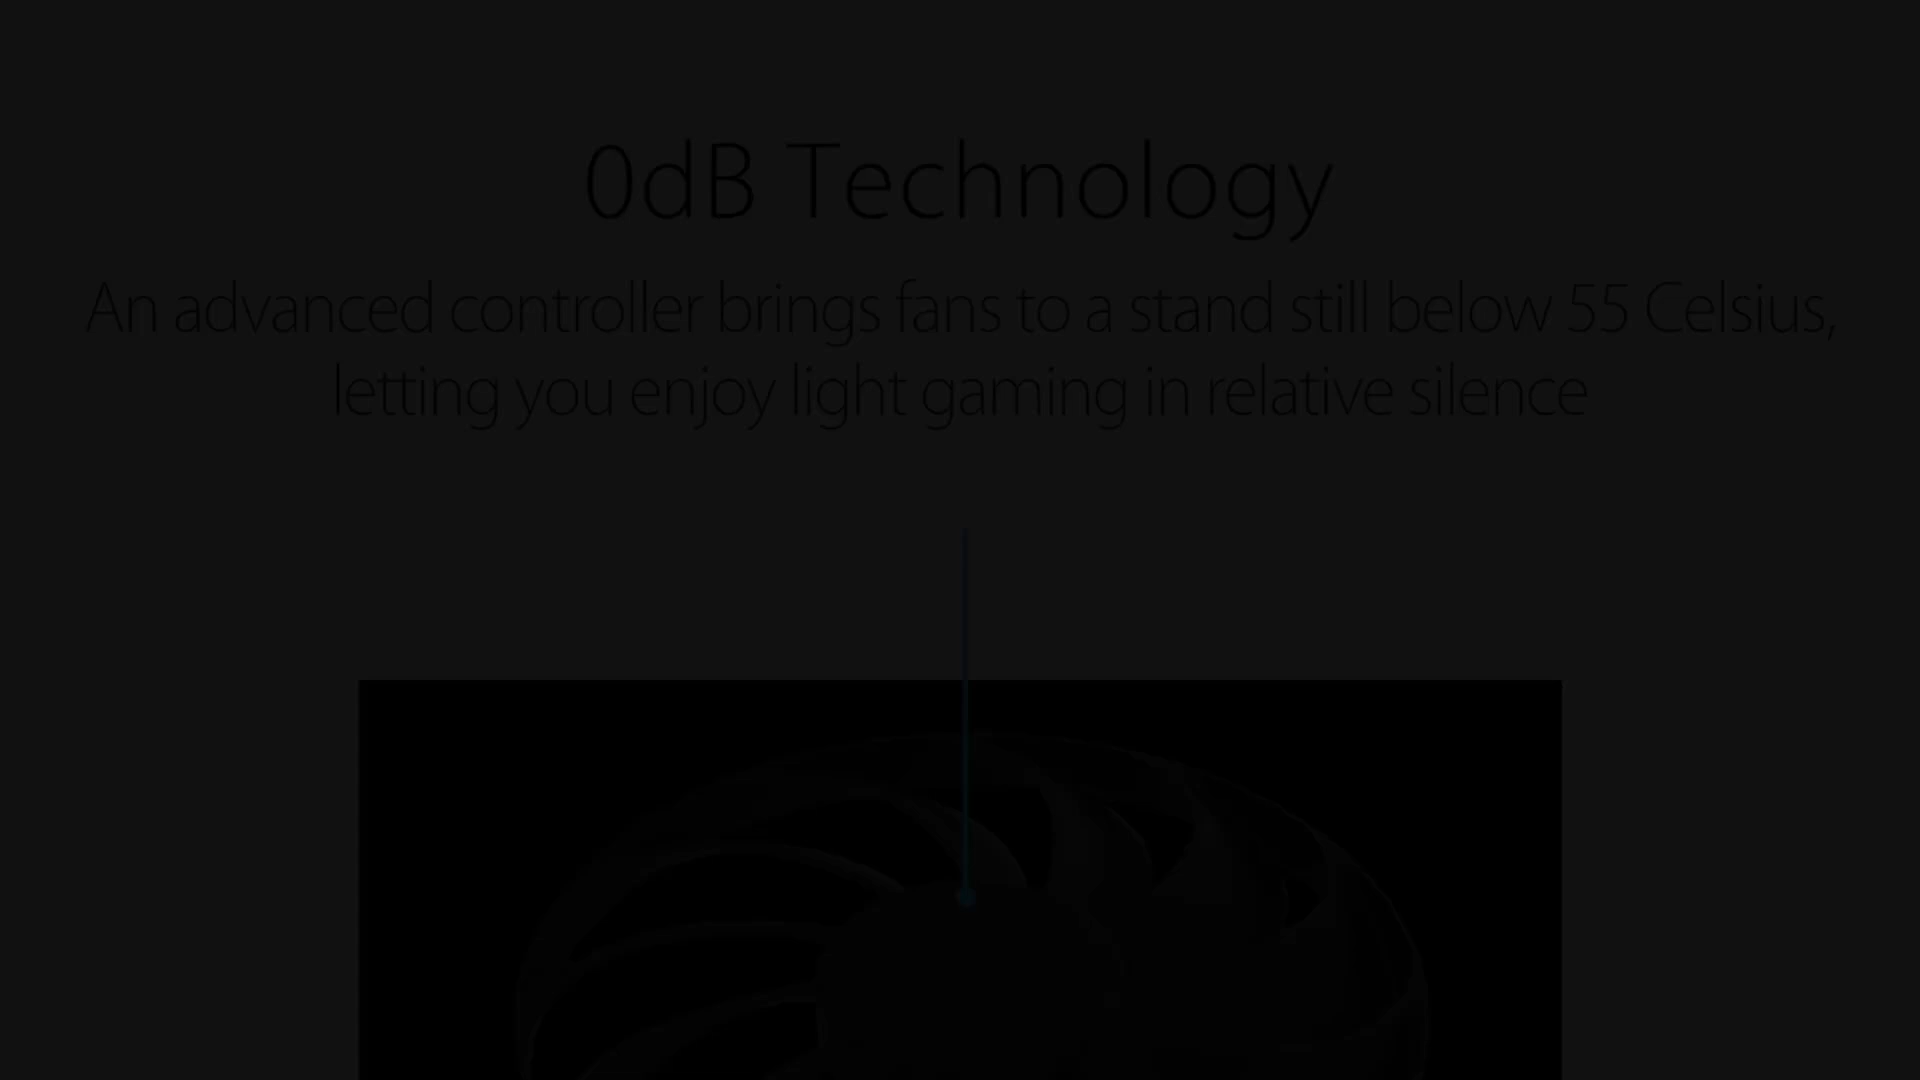 0dB Technology
An advanced controller brings fans to a stand still below 55 Celsius,
letting you enjoy light gaming in relative silence